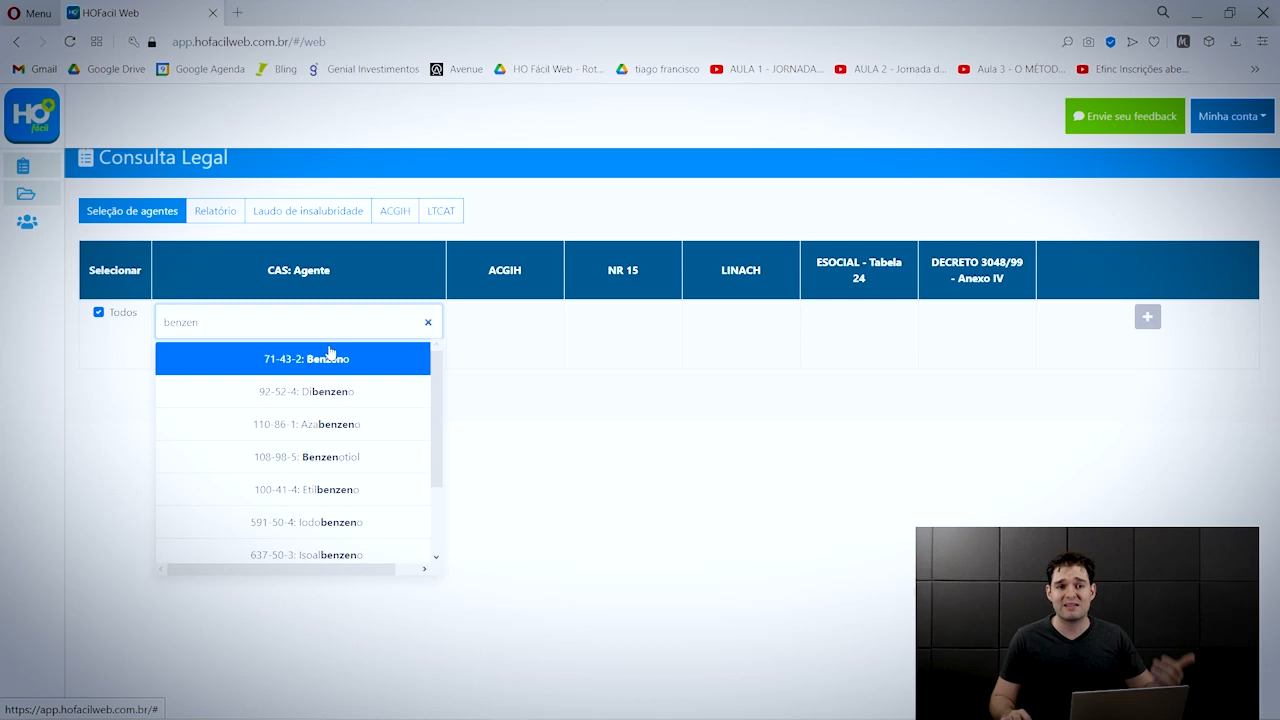 Menu
HOFacil Web
app.hofacilweb.com.br/#/web
Gmail
Google Drive
Google Agenda
Bling
Genial Investimentos
Avenue
HO Fácil Web - Rot...
tiago francisco
AULA 1 - JORNADA...
AULA 2 - Jornada d...
Aula 3 - O MÉTOD...
Efinc Inscrições abe...
HO
fácil
Envie seu feedback
Minha conta
Consulta Legal
Seleção de agentes
Relatório
Laudo de insalubridade
ACGIH
LTCAT
Selecionar
CAS: Agente
ACGIH
NR 15
LINACH
ESOCIAL - Tabela
24
DECRETO 3048/99
- Anexo IV
Todos
benzen
71-43-2: Benzeno
92-52-4: Dibenzeno
110-86-1: Azabenzeno
108-98-5: Benzenotiol
100-41-4: Etilbenzeno
591-50-4: Iodobenzeno
637-50-3: Isoalbenzeno
https://app.hofacilweb.com.br/#